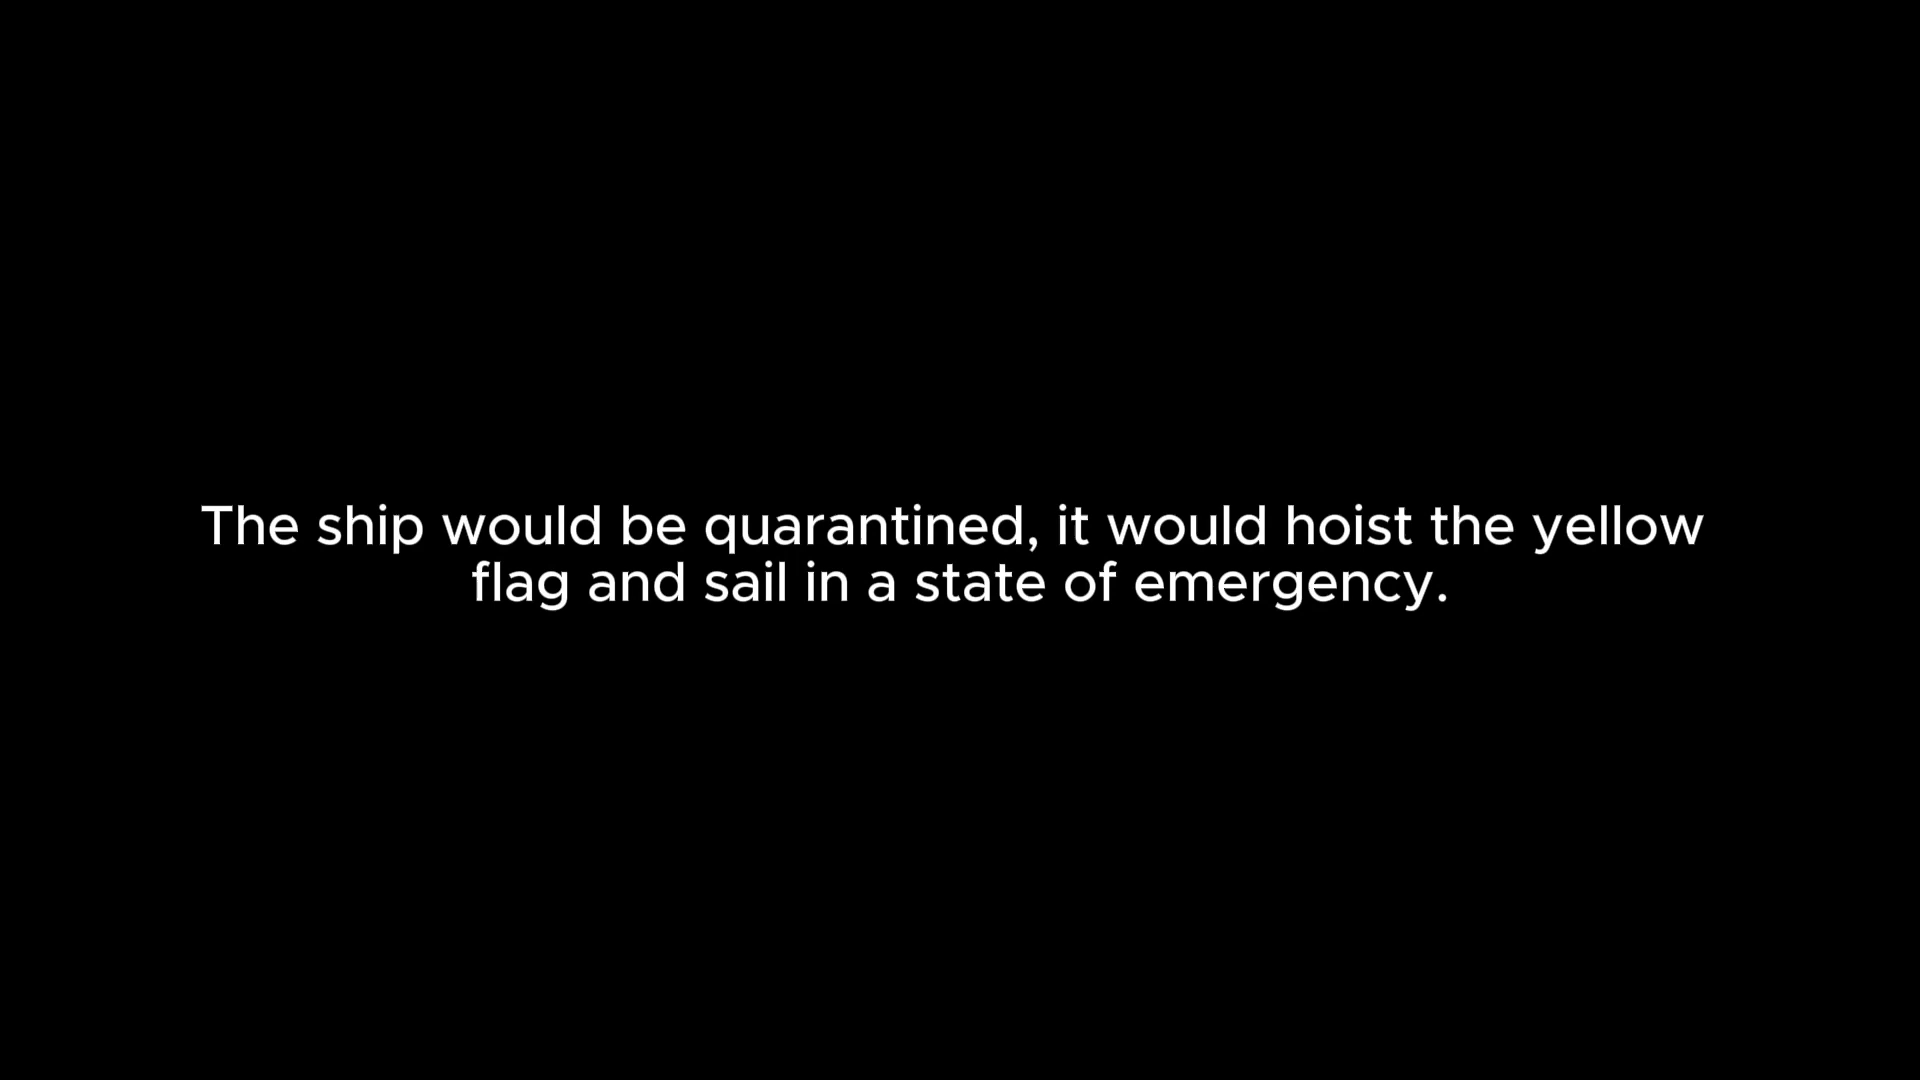 The ship would be quarantined, it would hoist the yellow
flag and sail in a state of emergency.